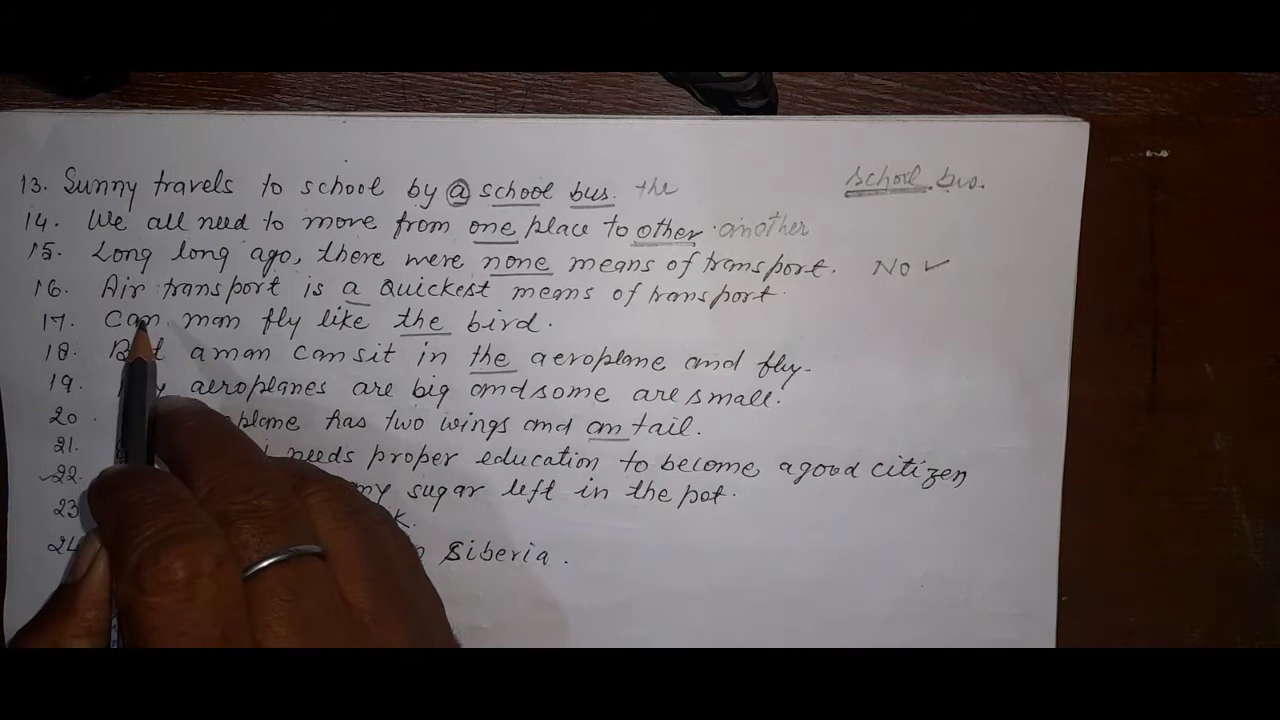 13. Sunny travels to school by a school bus. the school bus.
14. We all need to move from one place to other another
15. Long long ago, there were none means of transport. No ✓
16. Air transport is a quickest means of transport.
17. Can man fly like the bird.
18. a man can sit in the aeroplane and fly.
19. aeroplanes are big and some are small.
20. has two wings and an tail.
21. needs proper education to become a good citizen
22. sugar left in the pot.
23
24 Siberia.